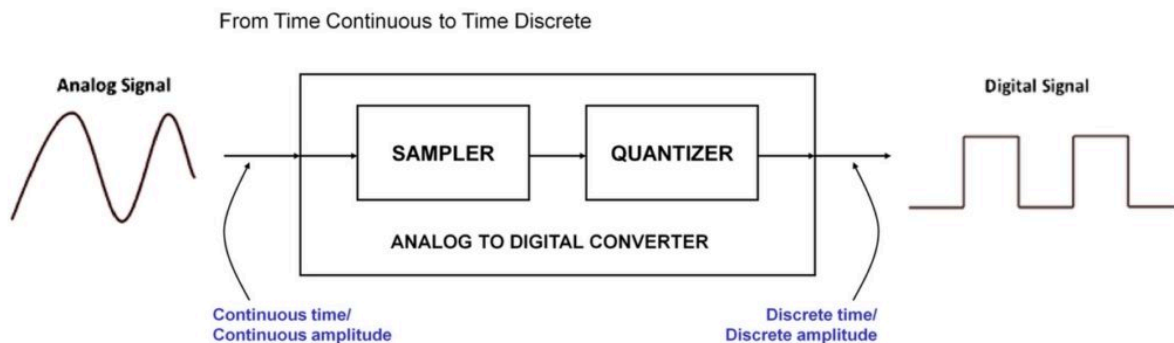 From Time Continuous to Time Discrete
Analog Signal
SAMPLER
QUANTIZER
ANALOG TO DIGITAL CONVERTER
Digital Signal
Continuous time/
Continuous amplitude
Discrete time/
Discrete amplitude